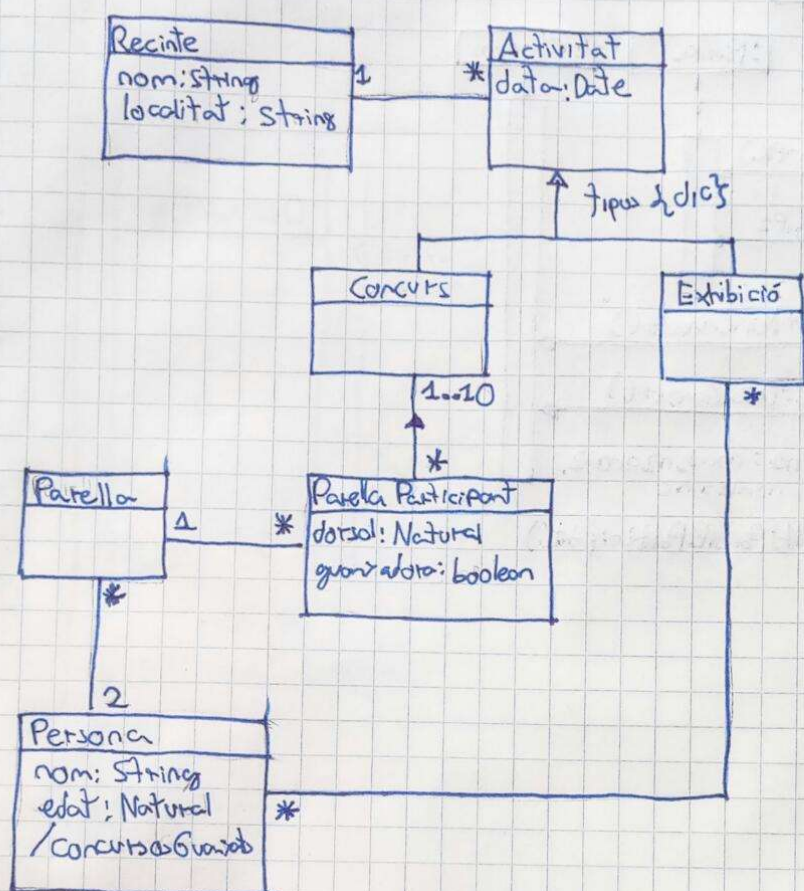 Recinte
nom: String
localitat: String
1
*
Activitat
data: Date
tipus {d,c}
Concurs
Exhibició
1..10
*
*
Parella
1
*
Parella Participant
dorsal: Natural
guanyadora: boolean
*
2
Persona
nom: String
edat: Natural
/concursosGuanyats
*